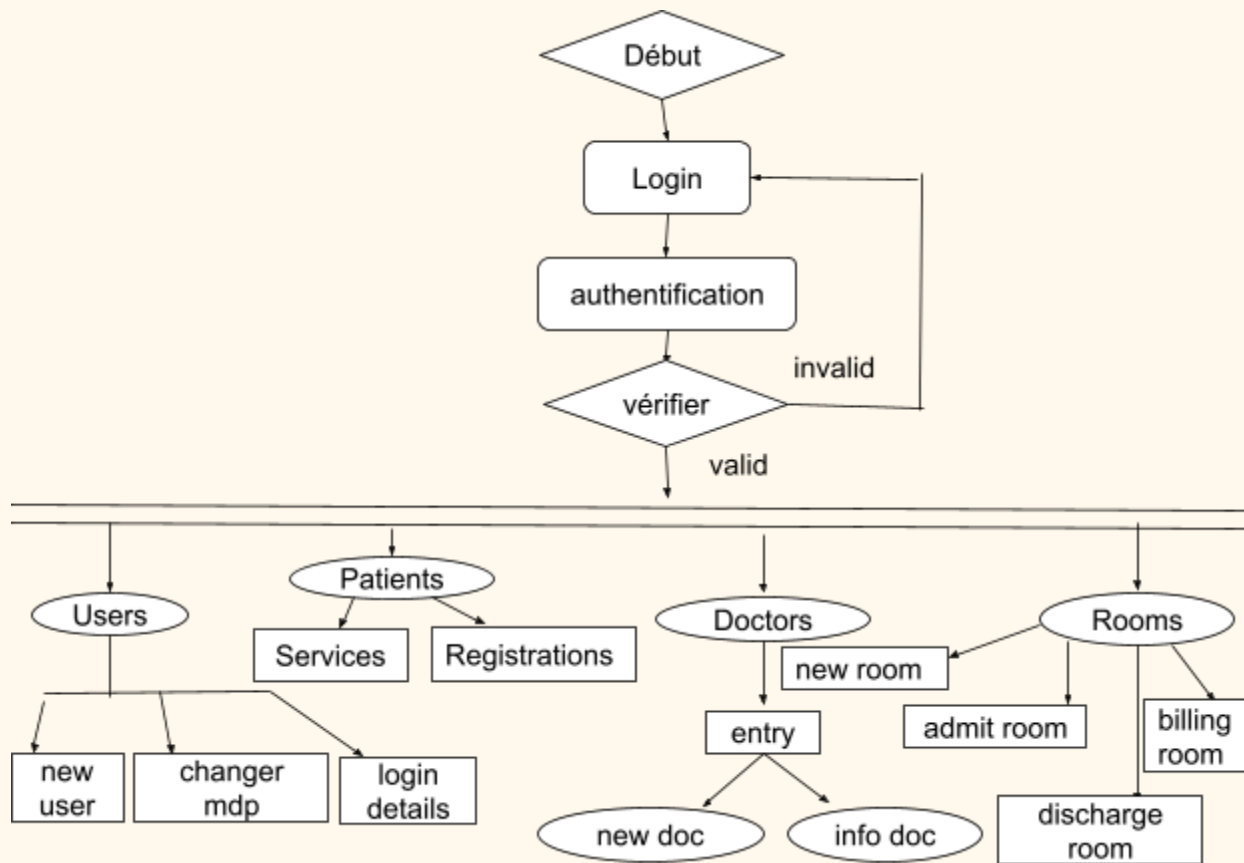 Début
Login
authentification
invalid
vérifier
valid
Users
Patients
Doctors
Rooms
Services
Registrations
new room
admit room
billing
room
entry
new
user
changer
mdp
login
details
new doc
info doc
discharge
room